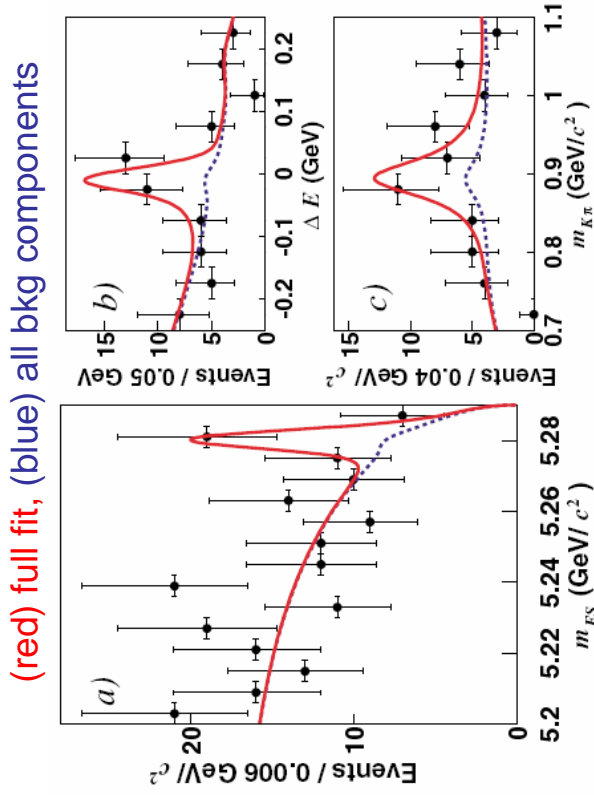 (red) full fit, (blue) all bkg components
a)
Events / 0.006 GeV/c²
20
10
0
5.2
5.22
5.24
5.26
5.28
m_ES (GeV/c²)
b)
Events / 0.05 GeV
15
10
5
0
-0.2
-0.1
0
0.1
0.2
Δ E (GeV)
c)
Events / 0.04 GeV/c²
15
10
5
0
0.7
0.8
0.9
1
1.1
m_Kπ (GeV/c²)